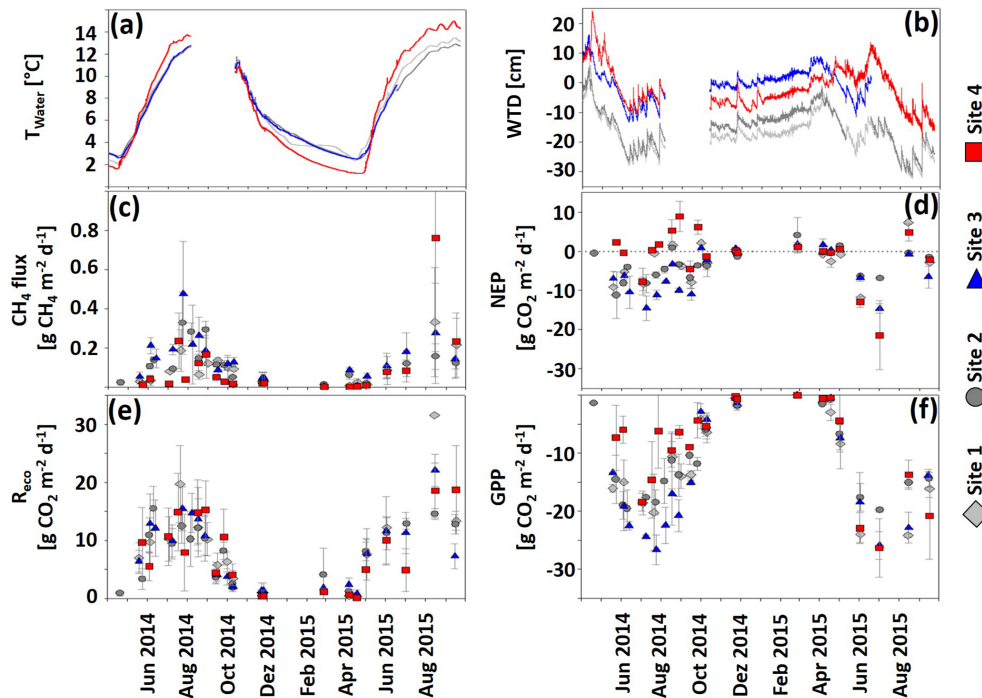 (a)
14
12
10
8
6
4
2
T Water [°C]
(b)
20
10
0
-10
-20
-30
WTD [cm]
(c)
0.8
0.6
0.4
0.2
CH4 flux
[g CH4 m-2 d-1]
(d)
10
0
-10
-20
-30
NEP
[g CO2 m-2 d-1]
(e)
30
20
10
0
Reco
[g CO2 m-2 d-1]
(f)
-10
-20
-30
GPP
[g CO2 m-2 d-1]
Jun 2014
Aug 2014
Oct 2014
Dez 2014
Feb 2015
Apr 2015
Jun 2015
Aug 2015
Jun 2014
Aug 2014
Oct 2014
Dez 2014
Feb 2015
Apr 2015
Jun 2015
Aug 2015
Site 4
Site 3
Site 2
Site 1